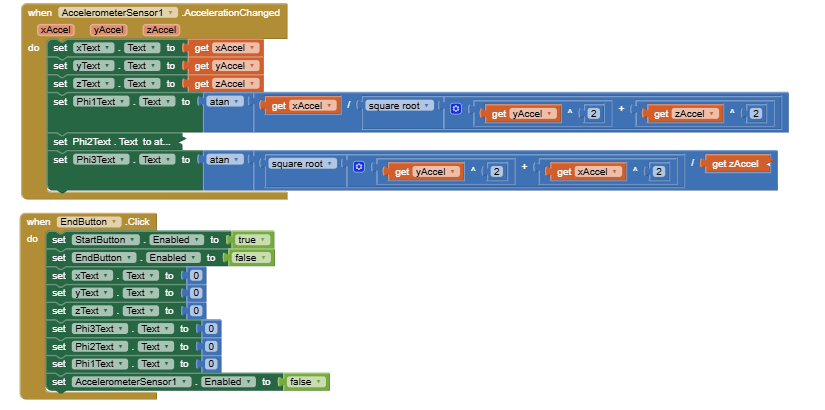 when AccelerometerSensor1 .AccelerationChanged
xAccel yAccel zAccel
do set xText . Text to get xAccel
set yText . Text to get yAccel
set zText . Text to get zAccel
set Phi1Text . Text to atan get xAccel / square root get yAccel ^ 2 + get zAccel ^ 2
set Phi2Text . Text to at...
set Phi3Text . Text to atan square root get yAccel ^ 2 + get xAccel ^ 2 / get zAccel
when EndButton .Click
do set StartButton . Enabled to true
set EndButton . Enabled to false
set xText . Text to 0
set yText . Text to 0
set zText . Text to 0
set Phi3Text . Text to 0
set Phi2Text . Text to 0
set Phi1Text . Text to 0
set AccelerometerSensor1 . Enabled to false